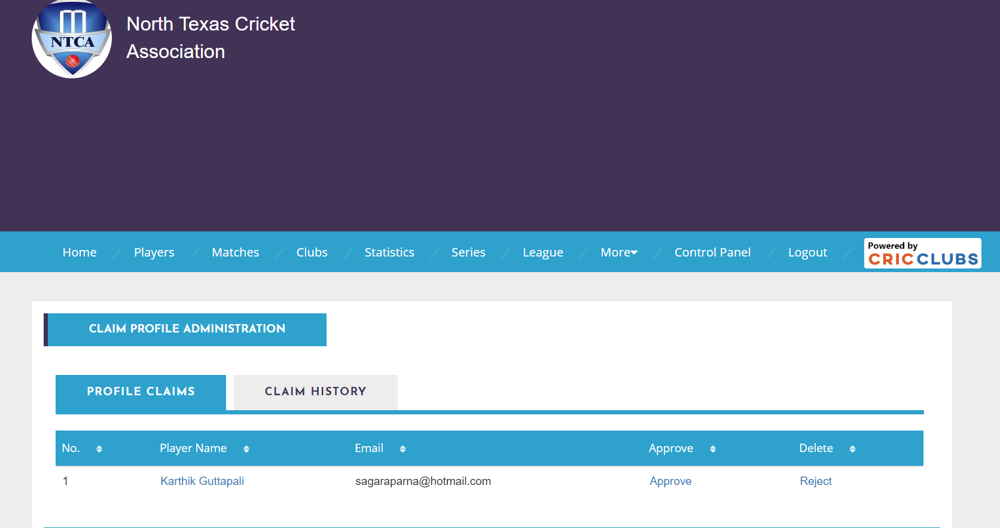 NTCA
North Texas Cricket
Association
Home / Players / Matches / Clubs / Statistics / Series / League / More / Control Panel / Logout /
Powered by
CRICCLUBS
CLAIM PROFILE ADMINISTRATION
PROFILE CLAIMS CLAIM HISTORY
No. Player Name Email Approve Delete
1 Karthik Guttapali sagaraparna@hotmail.com Approve Reject